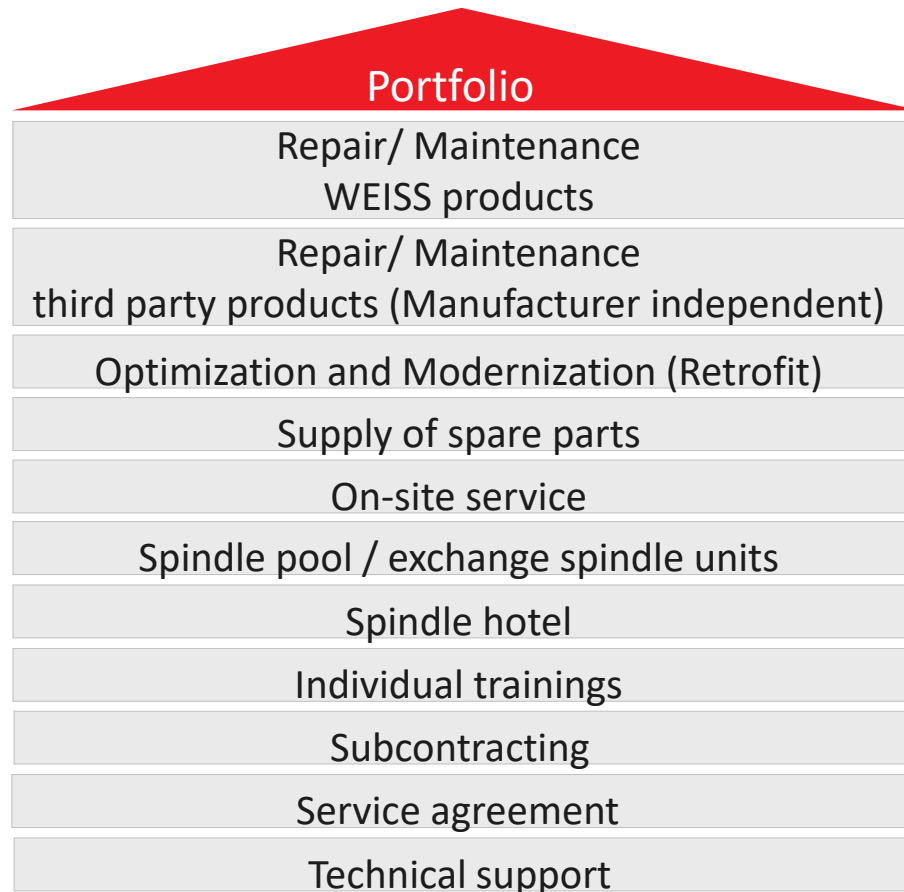 Portfolio
Repair/ Maintenance
WEISS products
Repair/ Maintenance
third party products (Manufacturer independent)
Optimization and Modernization (Retrofit)
Supply of spare parts
On-site service
Spindle pool / exchange spindle units
Spindle hotel
Individual trainings
Subcontracting
Service agreement
Technical support